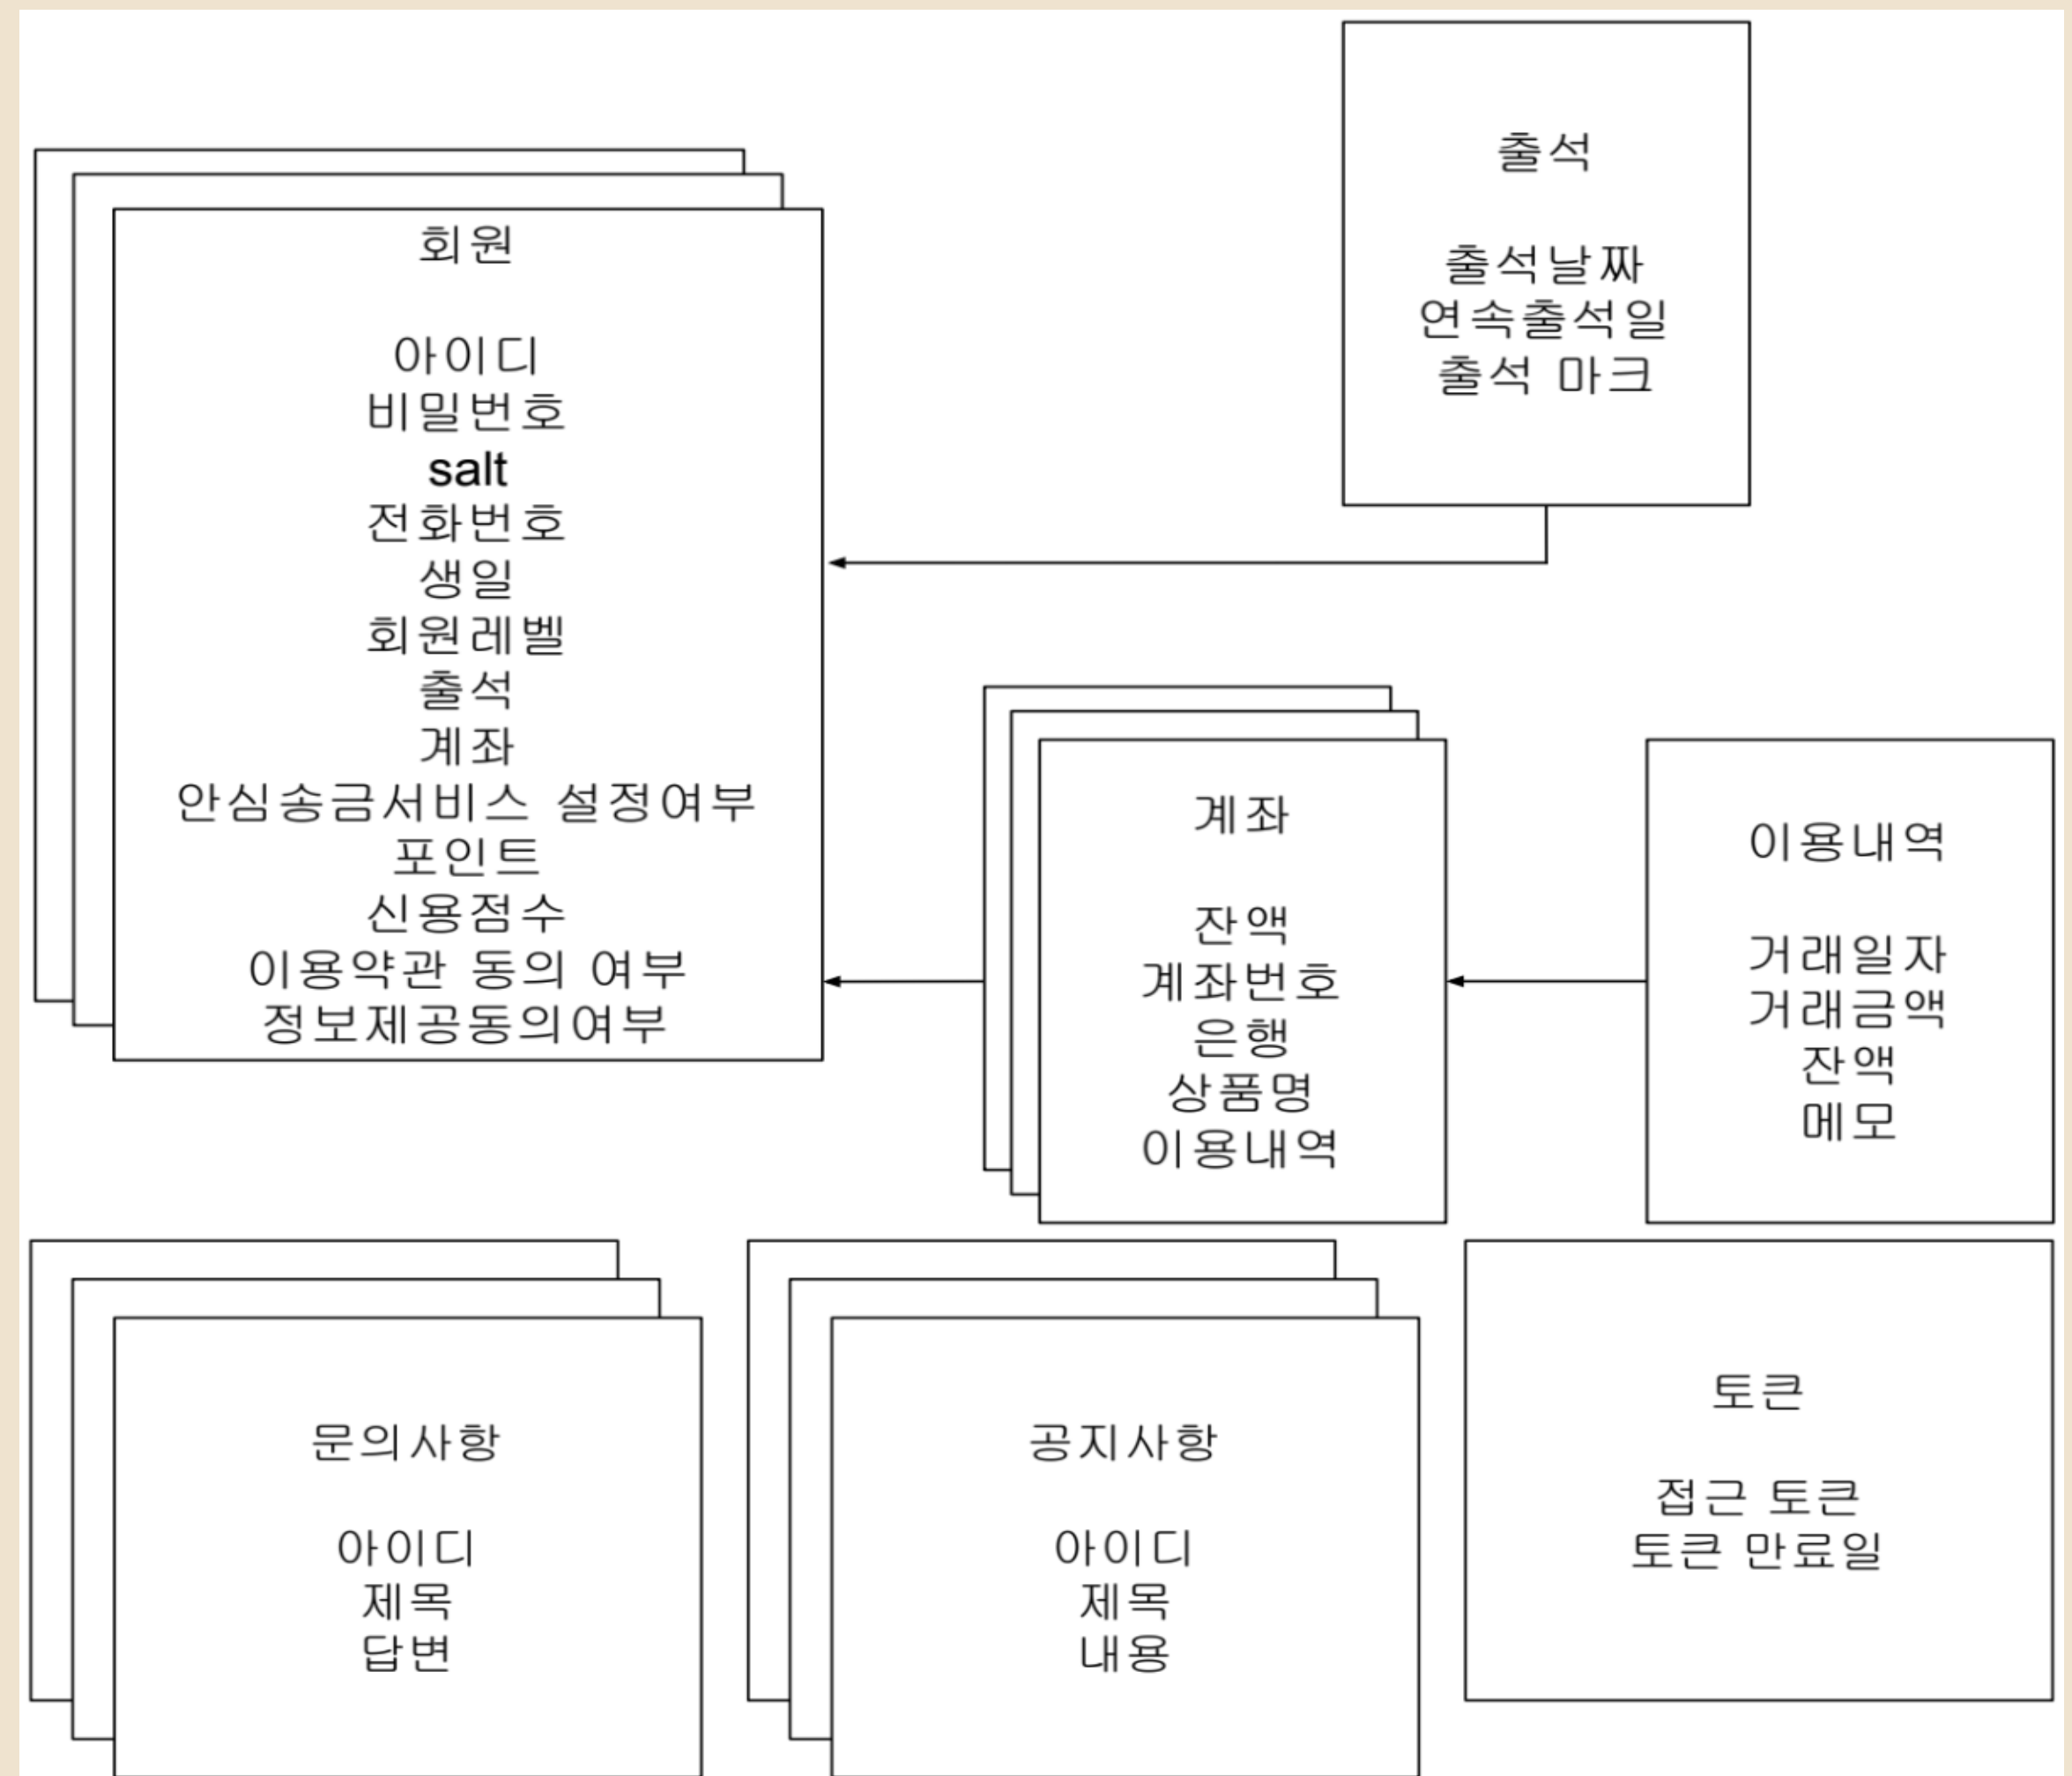 출석
출석날짜
연속출석일
출석 마크
회원
아이디
비밀번호
salt
전화번호
생일
회원레벨
출석
계좌
안심송금서비스 설정여부
포인트
신용점수
이용약관 동의 여부
정보제공동의여부
계좌
잔액
계좌번호
은행
상품명
이용내역
이용내역
거래일자
거래금액
잔액
메모
문의사항
아이디
제목
답변
공지사항
아이디
제목
내용
토큰
접근 토큰
토큰 만료일